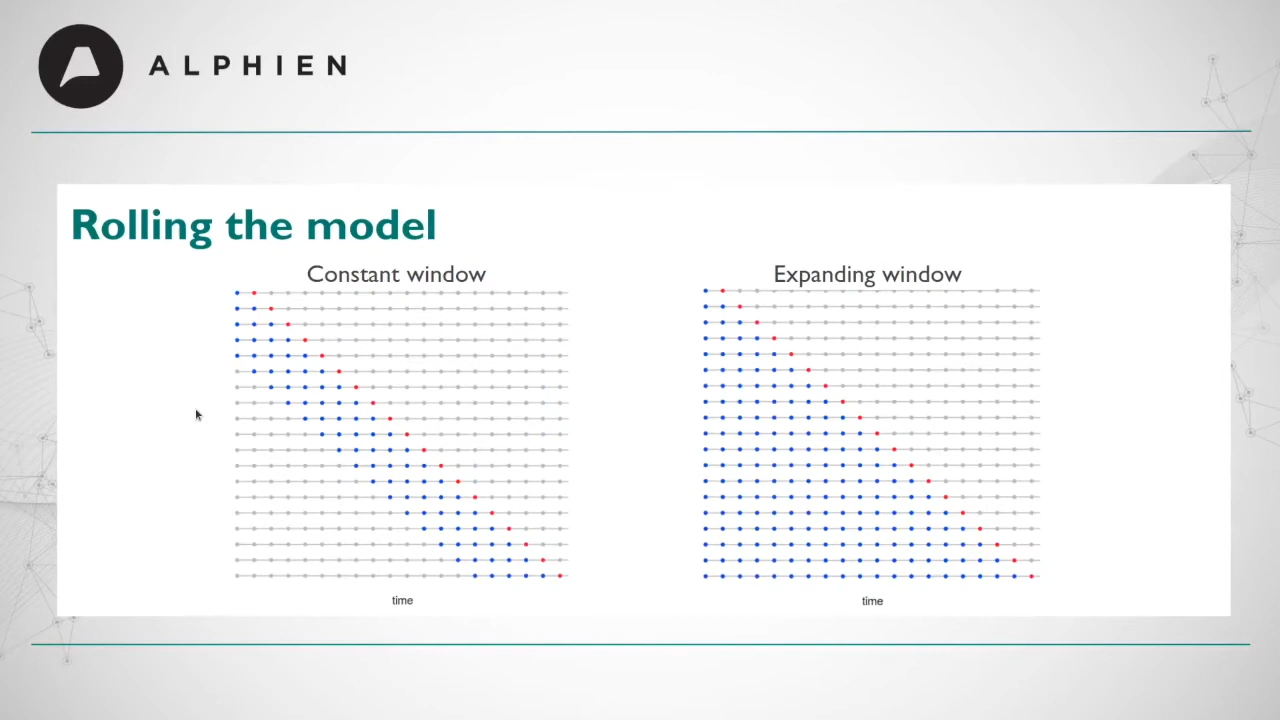 ALPHIEN
Rolling the model
Constant window
Expanding window
time
time